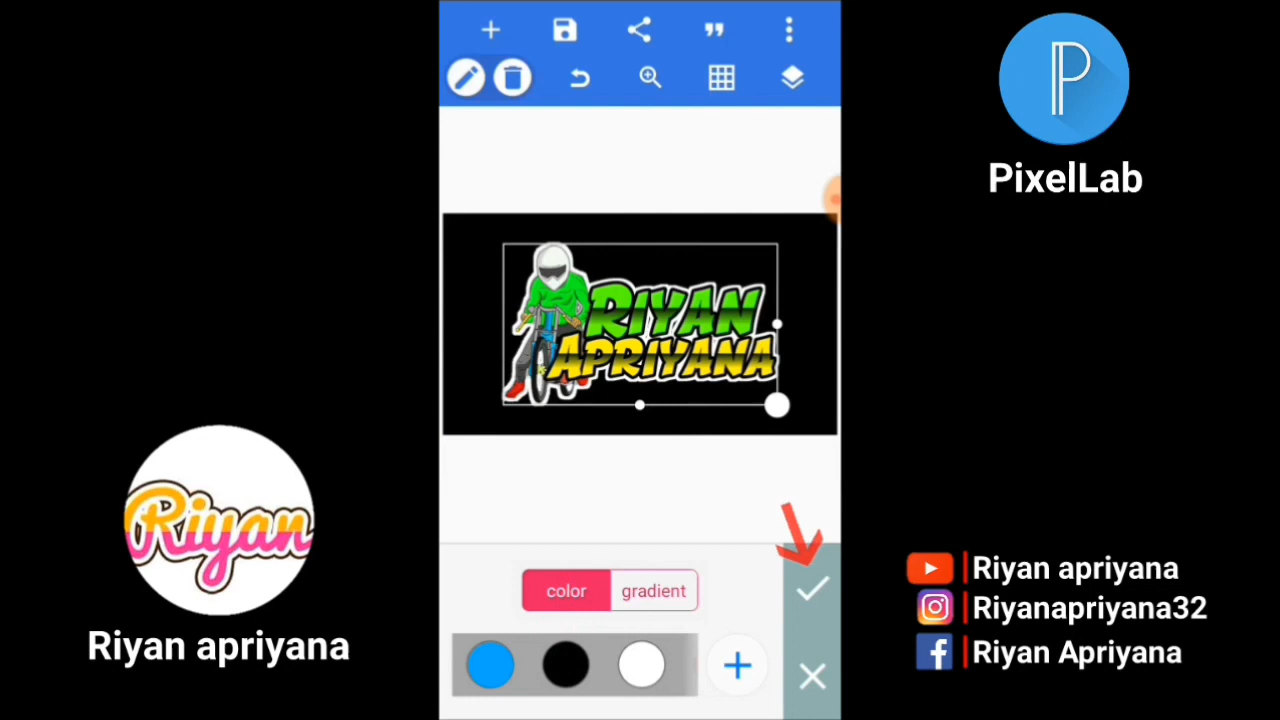 PixelLab
RIYAN
APRIYANA
Riyan
Riyan apriyana
color
gradient
Riyan apriyana
Riyanapriyana32
Riyan Apriyana